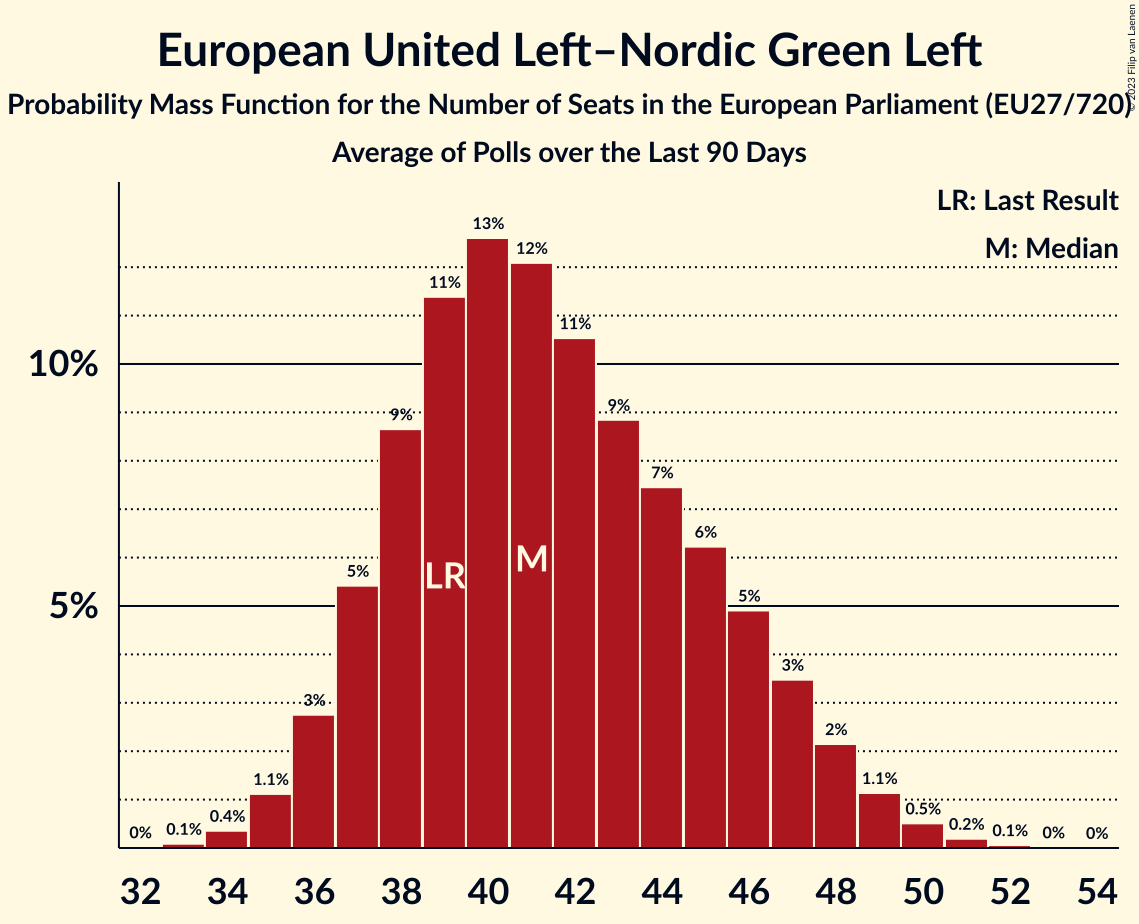 European United Left–Nordic Green Left
Probability Mass Function for the Number of Seats in the European Parliament (EU27/720)
Average of Polls over the Last 90 Days
© 2023 Filip van Laenen
LR: Last Result
M: Median
10%
5%
0%
0.1%
0.4%
1.1%
3%
5%
9%
11%
13%
12%
11%
9%
7%
6%
5%
3%
2%
1.1%
0.5%
0.2%
0.1%
0%
0%
LR
M
32 34 36 38 40 42 44 46 48 50 52 54